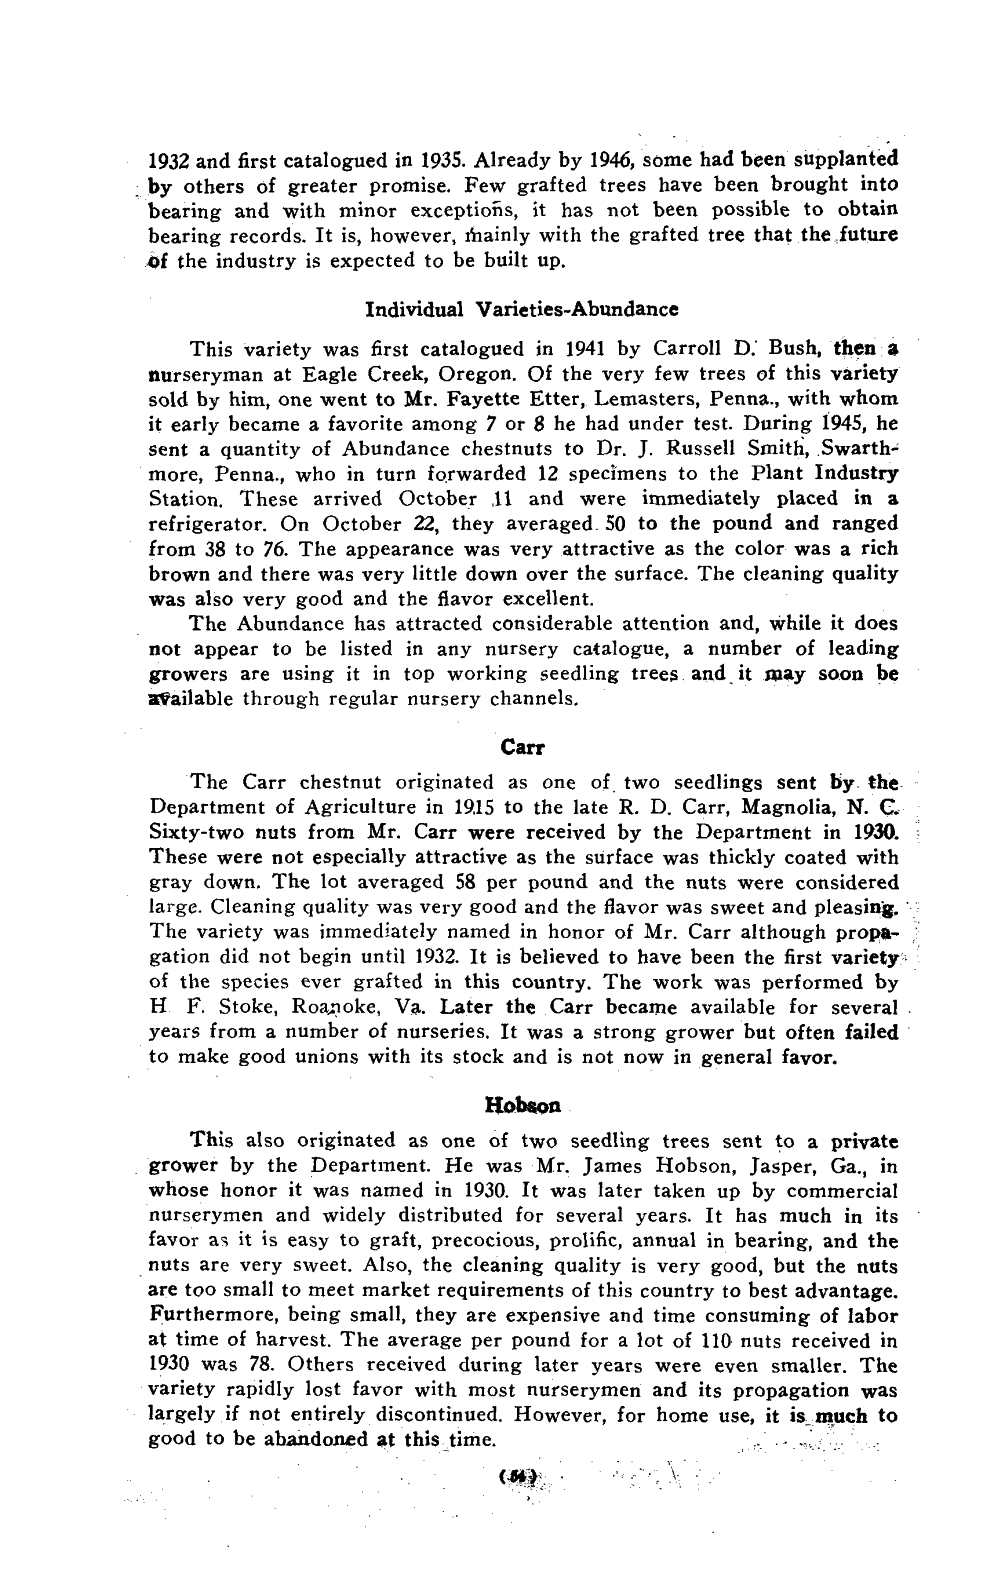 1932 and first catalogued in 1935. Already by 1946, some had been supplanted
by others of greater promise. Few grafted trees have been brought into
bearing and with minor exceptions, it has not been possible to obtain
bearing records. It is, however, mainly with the grafted tree that the future
of the industry is expected to be built up.
Individual Varieties-Abundance
This variety was first catalogued in 1941 by Carroll D. Bush, then a
nurseryman at Eagle Creek, Oregon. Of the very few trees of this variety
sold by him, one went to Mr. Fayette Etter, Lemasters, Penna., with whom
it early became a favorite among 7 or 8 he had under test. During 1945, he
sent a quantity of Abundance chestnuts to Dr. J. Russell Smith, Swarth-
more, Penna., who in turn forwarded 12 specimens to the Plant Industry
Station. These arrived October 11 and were immediately placed in a
refrigerator. On October 22, they averaged 50 to the pound and ranged
from 38 to 76. The appearance was very attractive as the color was a rich
brown and there was very little down over the surface. The cleaning quality
was also very good and the flavor excellent.
The Abundance has attracted considerable attention and, while it does
not appear to be listed in any nursery catalogue, a number of leading
growers are using it in top working seedling trees and it may soon be
available through regular nursery channels.
Carr
The Carr chestnut originated as one of two seedlings sent by the
Department of Agriculture in 1915 to the late R. D. Carr, Magnolia, N. C.
Sixty-two nuts from Mr. Carr were received by the Department in 1930.
These were not especially attractive as the surface was thickly coated with
gray down. The lot averaged 58 per pound and the nuts were considered
large. Cleaning quality was very good and the flavor was sweet and pleasing.
The variety was immediately named in honor of Mr. Carr although propa-
gation did not begin until 1932. It is believed to have been the first variety
of the species ever grafted in this country. The work was performed by
H F. Stoke, Roanoke, Va. Later the Carr became available for several
years from a number of nurseries. It was a strong grower but often failed
to make good unions with its stock and is not now in general favor.
Hobson
This also originated as one of two seedling trees sent to a private
grower by the Department. He was Mr. James Hobson, Jasper, Ga., in
whose honor it was named in 1930. It was later taken up by commercial
nurserymen and widely distributed for several years. It has much in its
favor as it is easy to graft, precocious, prolific, annual in bearing, and the
nuts are very sweet. Also, the cleaning quality is very good, but the nuts
are too small to meet market requirements of this country to best advantage.
Furthermore, being small, they are expensive and time consuming of labor
at time of harvest. The average per pound for a lot of 110 nuts received in
1930 was 78. Others received during later years were even smaller. The
variety rapidly lost favor with most nurserymen and its propagation was
largely if not entirely discontinued. However, for home use, it is much to
good to be abandoned at this time.
(54)